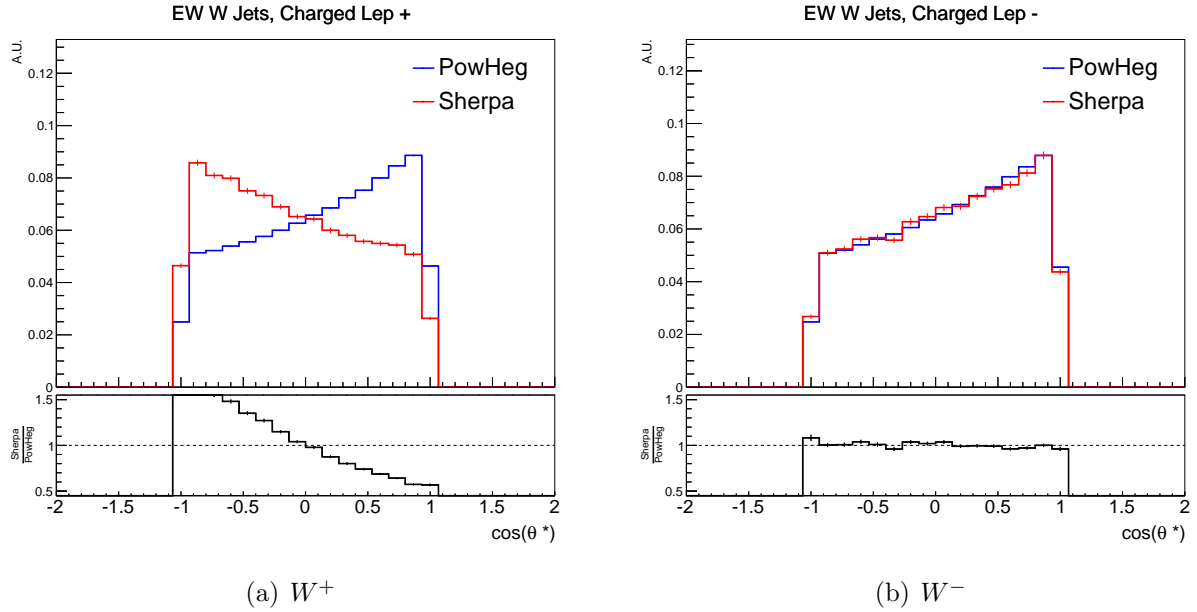 EW W Jets, Charged Lep +
A.U.
0.12
0.1
0.08
0.06
0.04
0.02
0
PowHeg
Sherpa
Sherpa
PowHeg
1.5
1
0.5
-2 -1.5 -1 -0.5 0 0.5 1 1.5 2
cos(θ *)
(a) W⁺
EW W Jets, Charged Lep -
A.U.
0.12
0.1
0.08
0.06
0.04
0.02
0
PowHeg
Sherpa
Sherpa
PowHeg
1.5
1
0.5
-2 -1.5 -1 -0.5 0 0.5 1 1.5 2
cos(θ *)
(b) W⁻